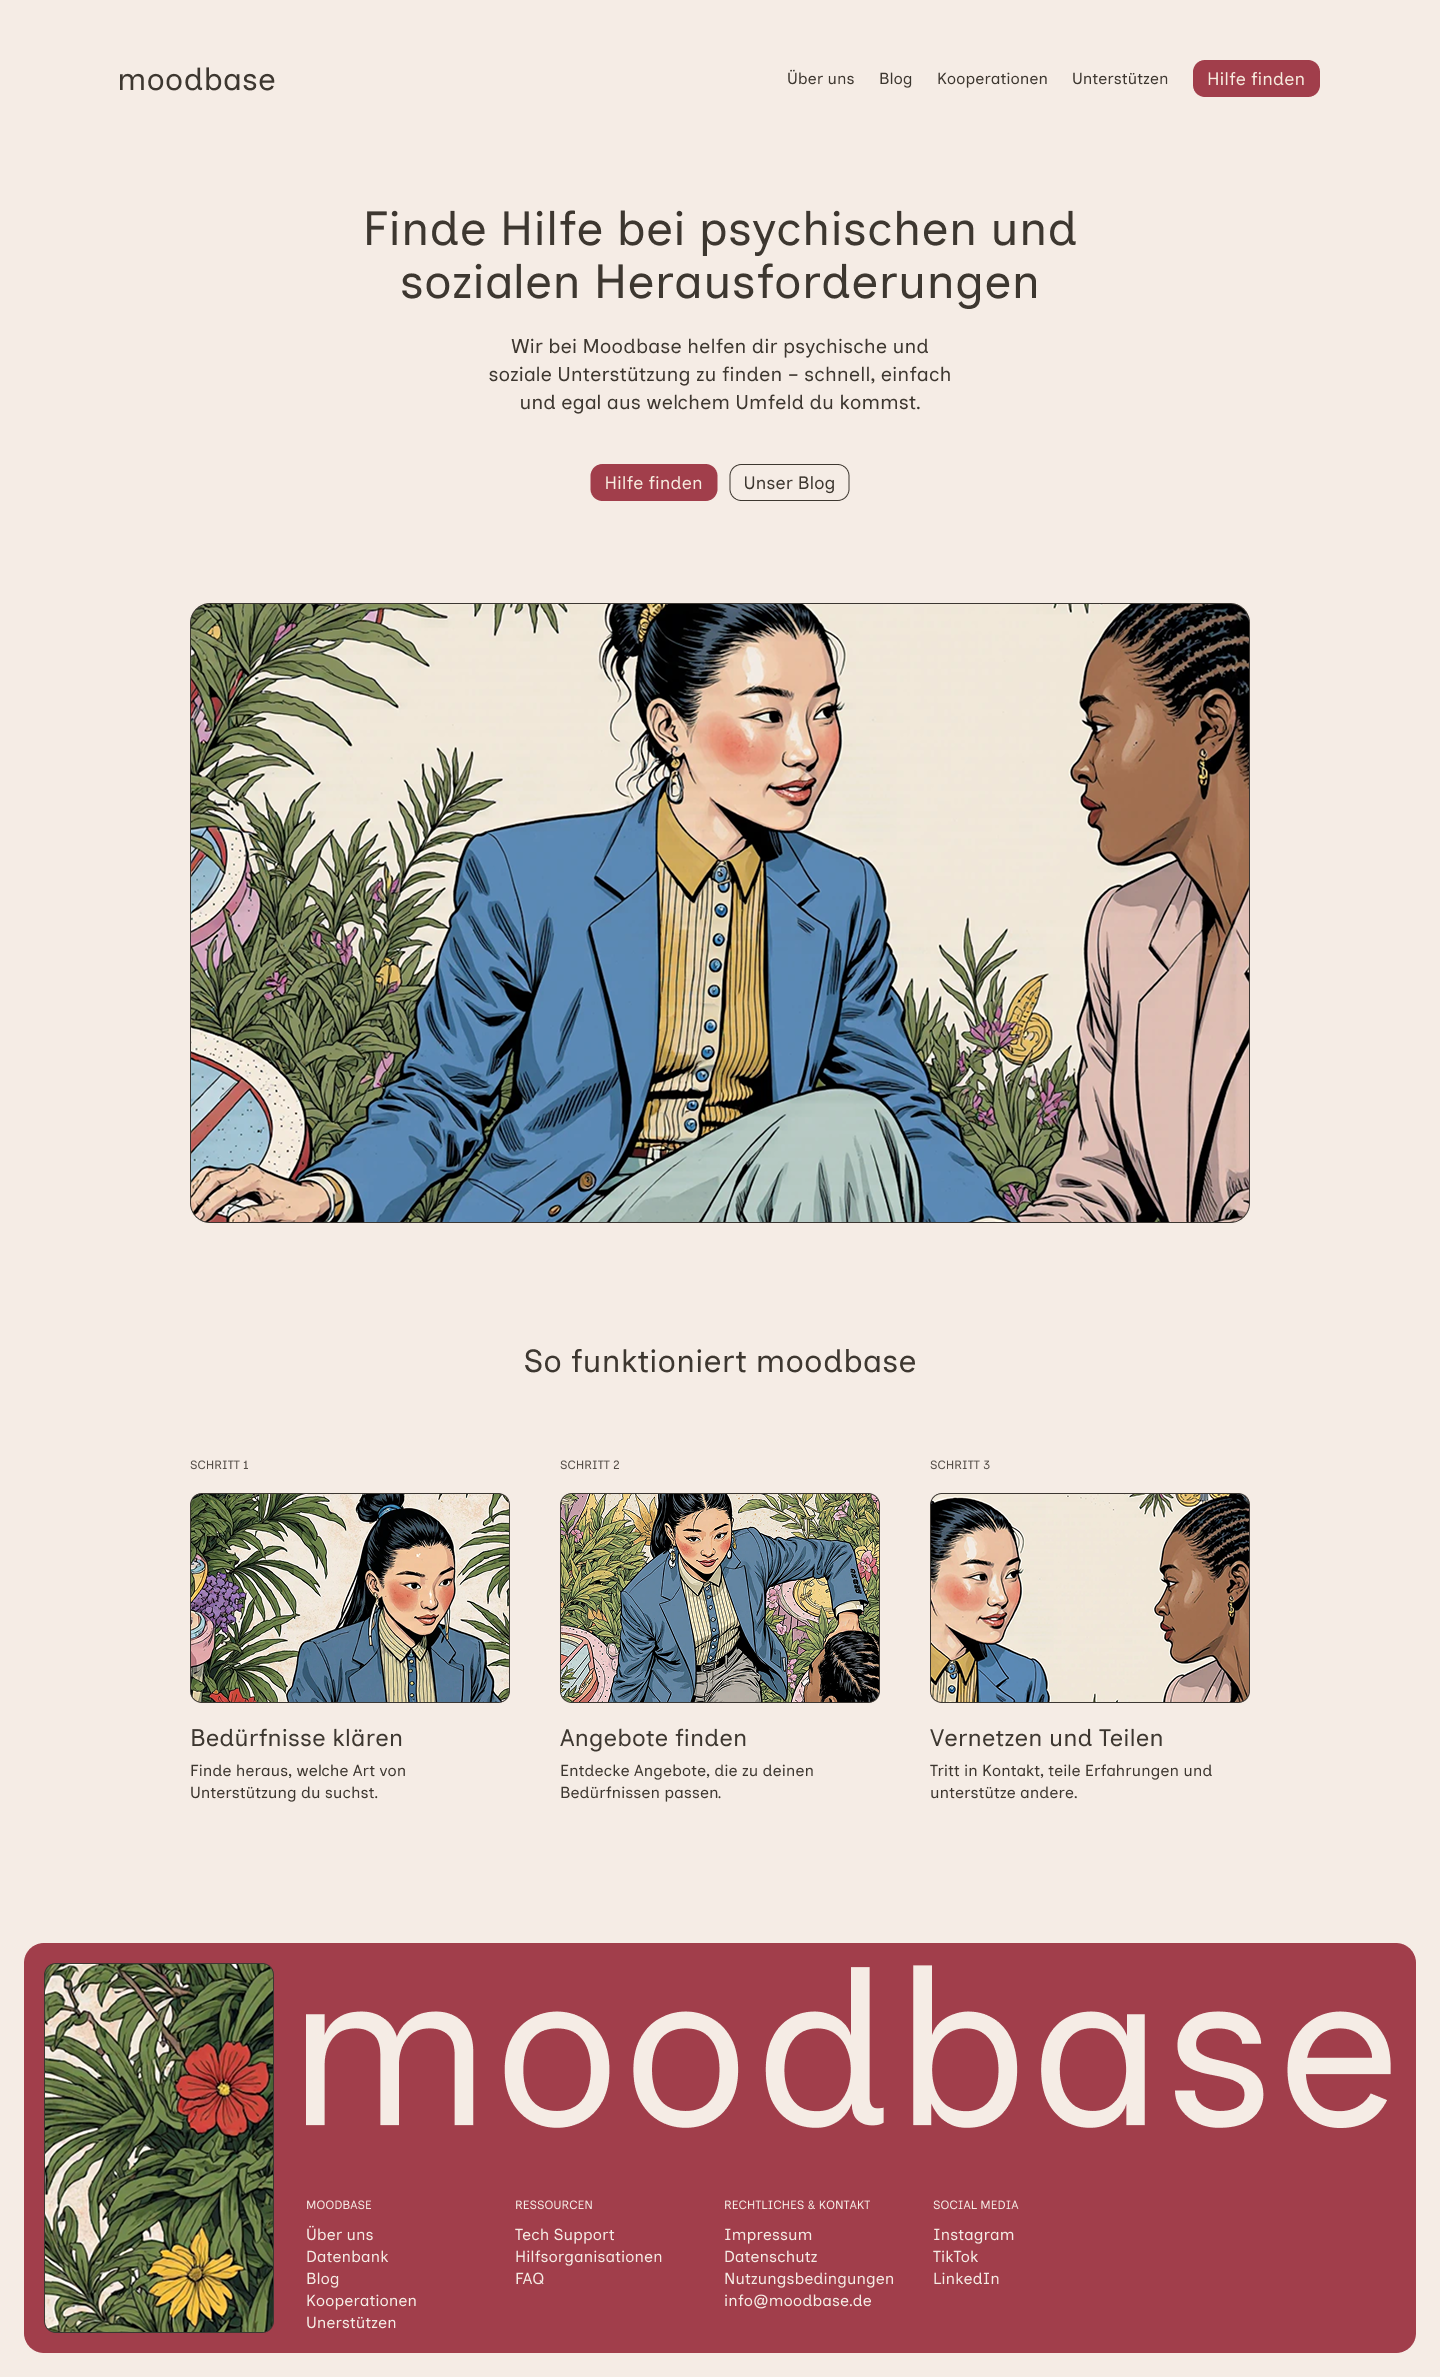 moodbase
Über uns
Blog
Kooperationen
Unterstützen
Hilfe finden
Finde Hilfe bei psychischen und
sozialen Herausforderungen
Wir bei Moodbase helfen dir psychische und
soziale Unterstützung zu finden – schnell, einfach
und egal aus welchem Umfeld du kommst.
Hilfe finden
Unser Blog
So funktioniert moodbase
SCHRITT 1
Bedürfnisse klären
Finde heraus, welche Art von
Unterstützung du suchst.
SCHRITT 2
Angebote finden
Entdecke Angebote, die zu deinen
Bedürfnissen passen.
SCHRITT 3
Vernetzen und Teilen
Tritt in Kontakt, teile Erfahrungen und
unterstütze andere.
moodbase
MOODBASE
Über uns
Datenbank
Blog
Kooperationen
Unerstützen
RESSOURCEN
Tech Support
Hilfsorganisationen
FAQ
RECHTLICHES & KONTAKT
Impressum
Datenschutz
Nutzungsbedingungen
info@moodbase.de
SOCIAL MEDIA
Instagram
TikTok
LinkedIn